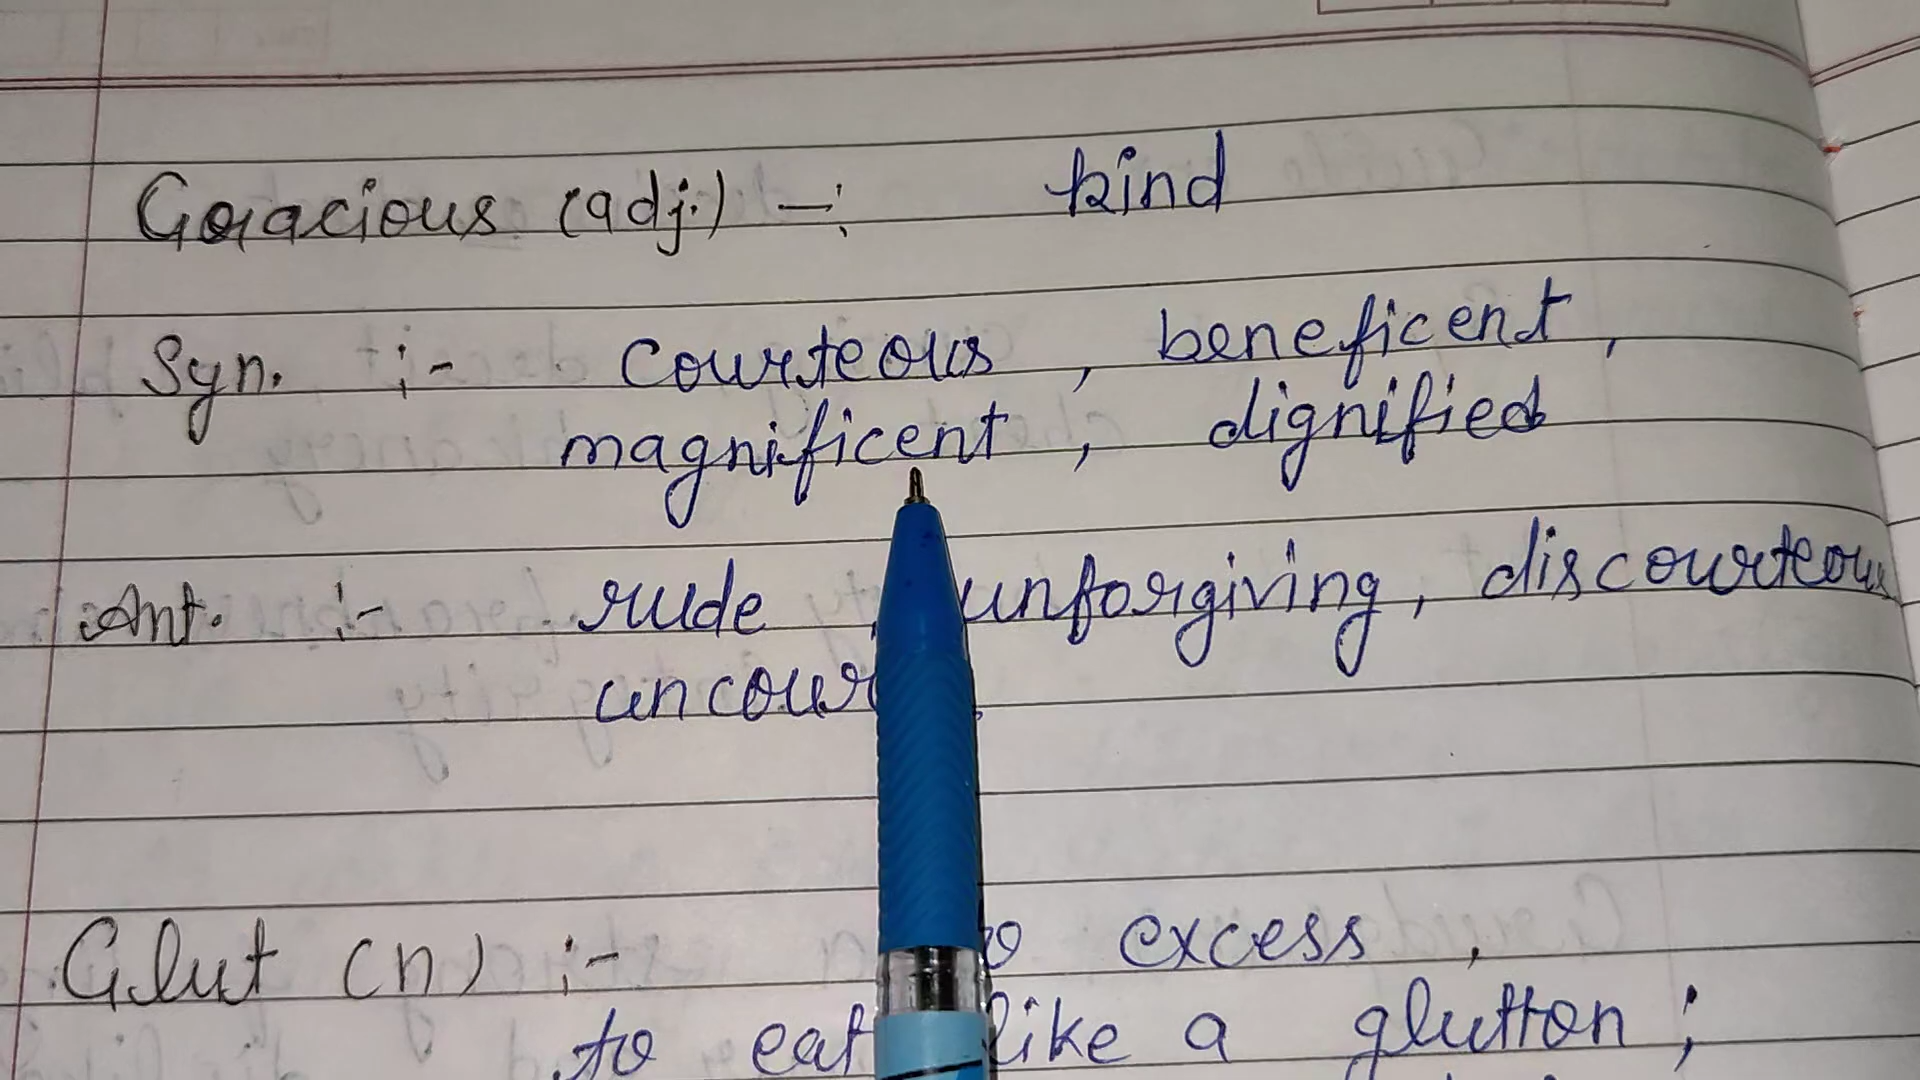 Gracious (adj.) -: kind
Syn. :- Courteous, beneficent,
magnificent, dignified
Ant. :- rude, unforgiving, discourteous
Glut (n) :- excess,
to eat like a glutton;